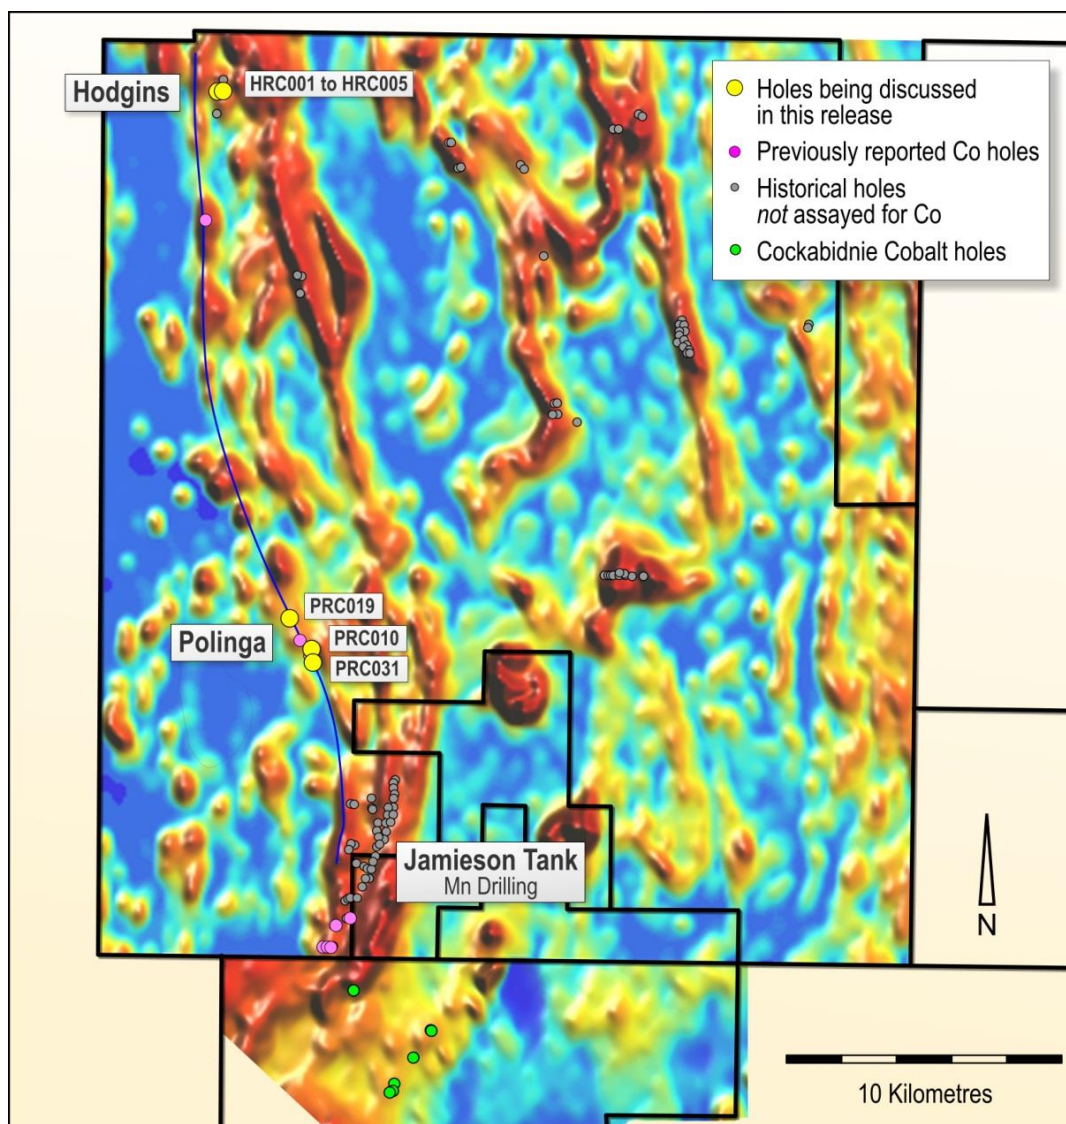 Hodgins
HRC001 to HRC005
Holes being discussed
in this release
Previously reported Co holes
Historical holes
not assayed for Co
Cockabidnie Cobalt holes
PRC019
Polinga
PRC010
PRC031
Jamieson Tank
Mn Drilling
N
10 Kilometres